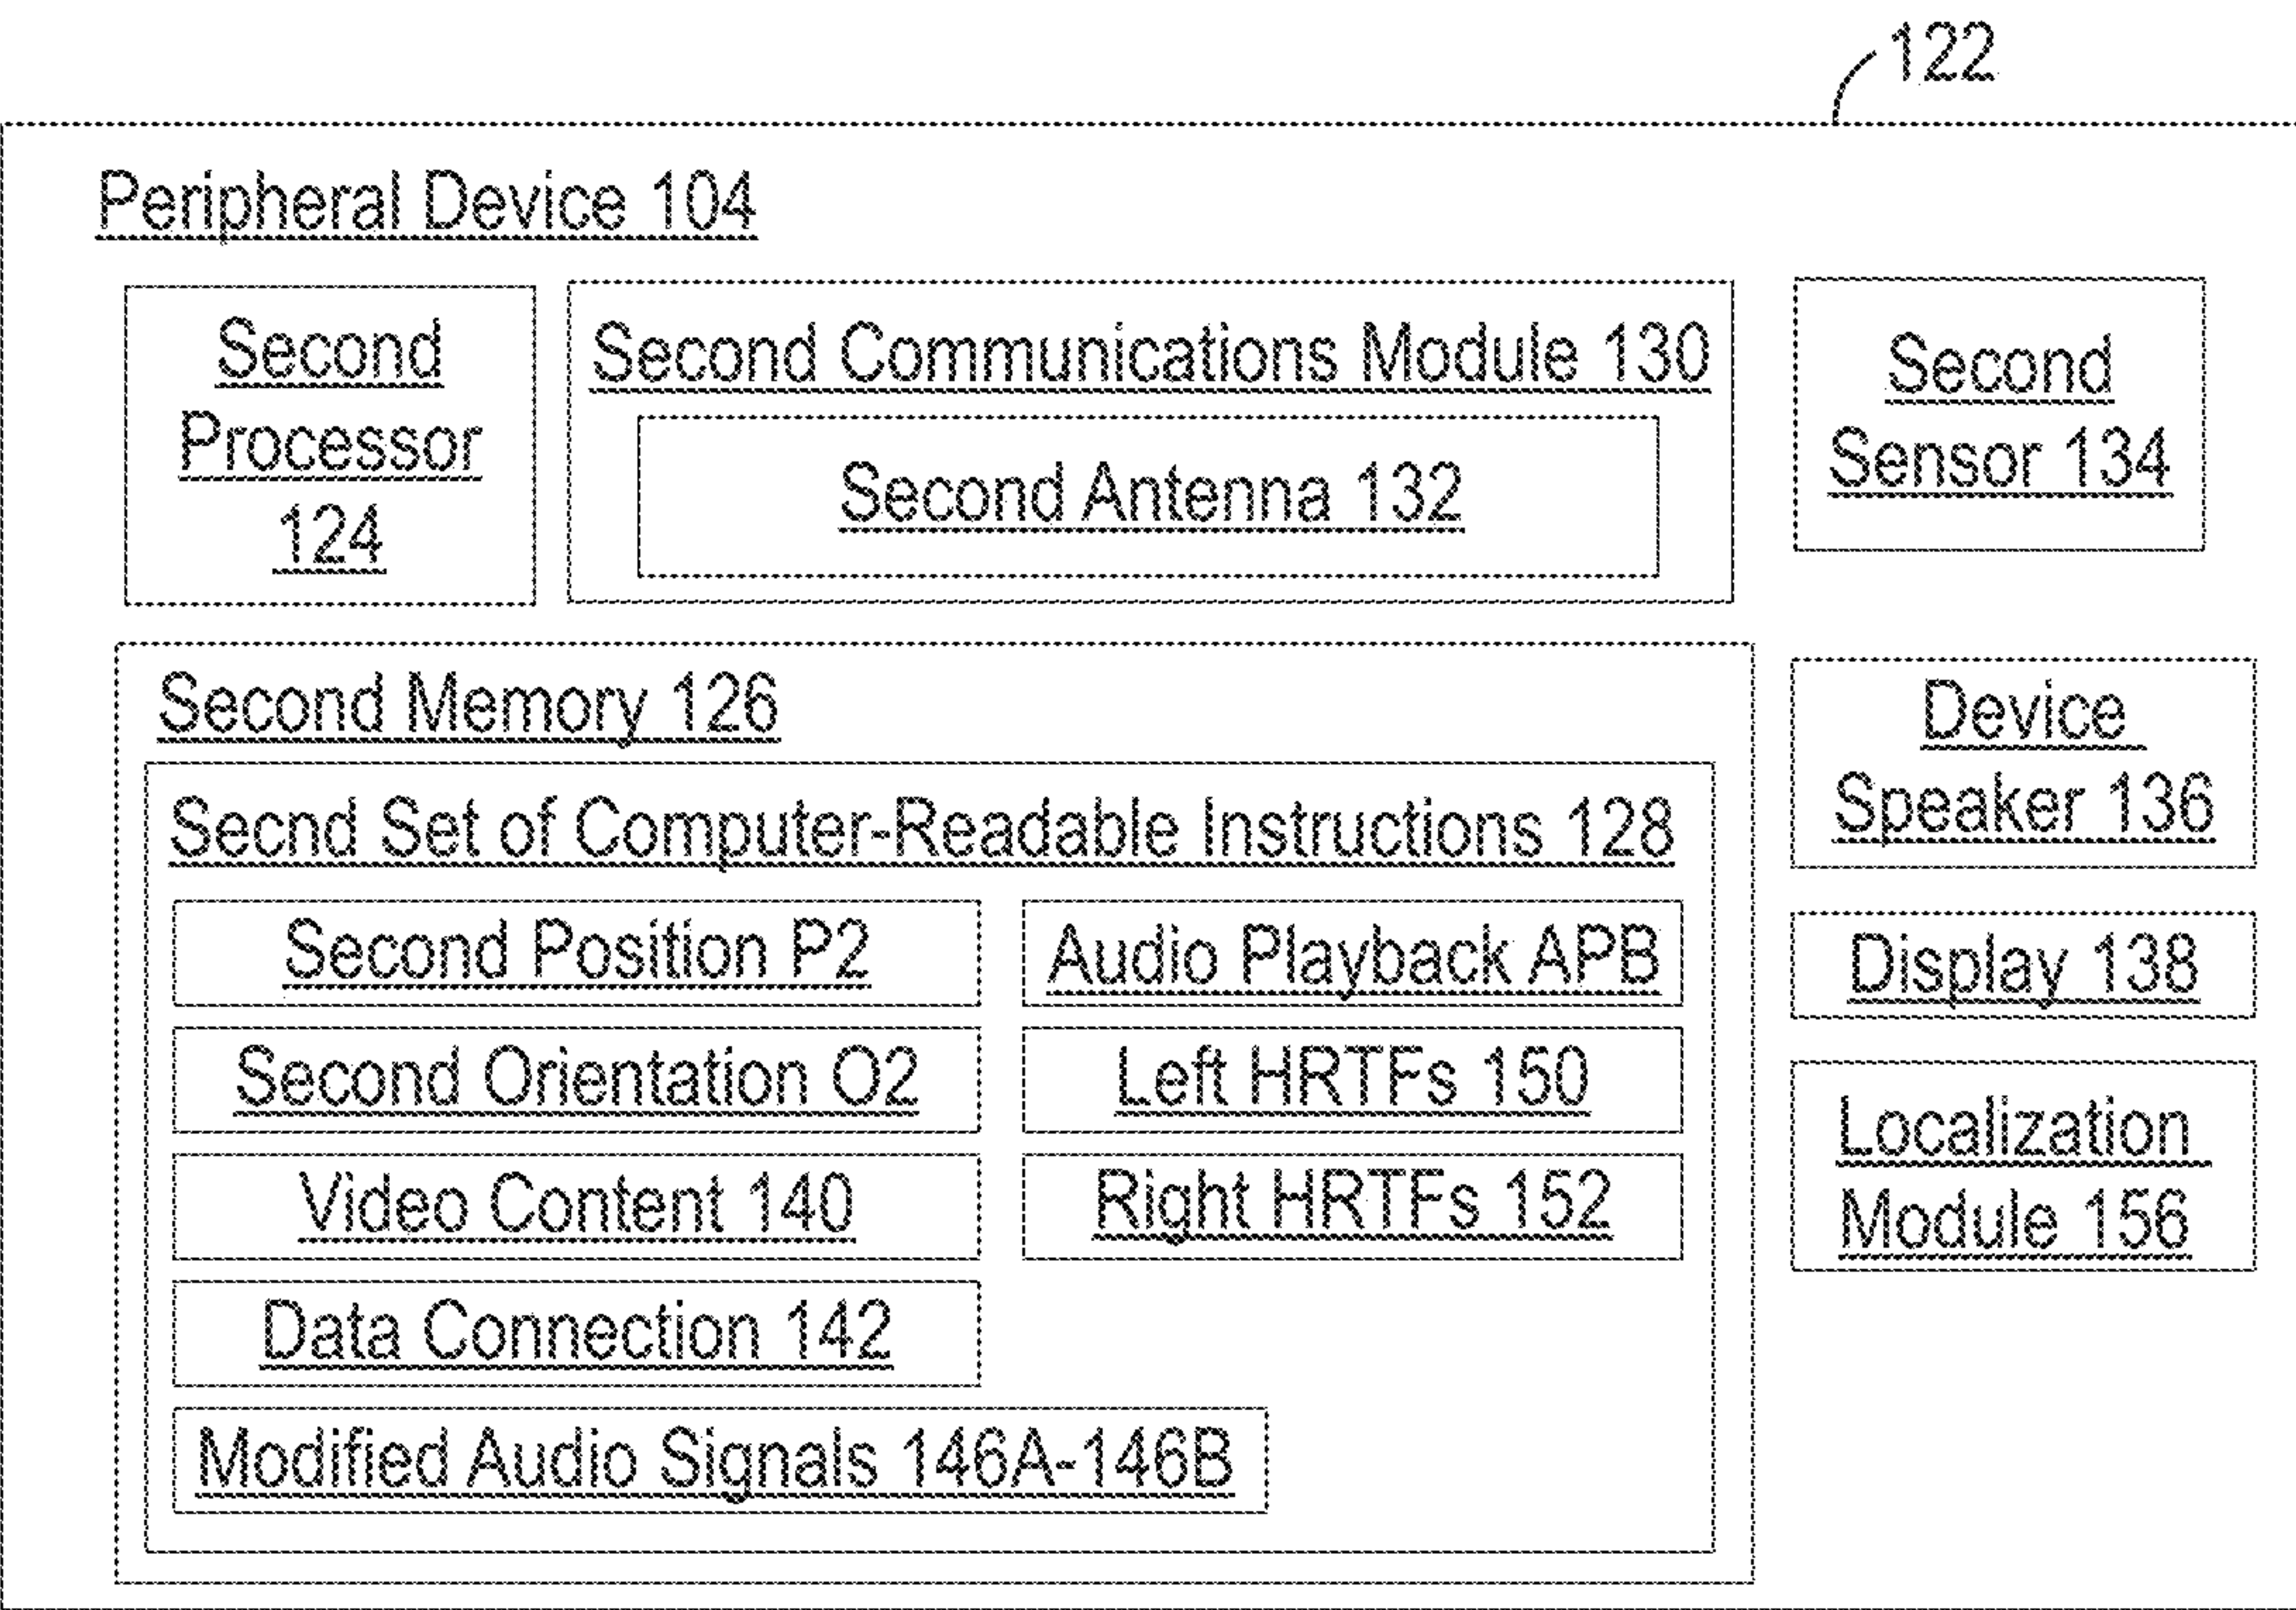 122
Peripheral Device 104
Second
Processor
124
Second Communications Module 130
Second Antenna 132
Second
Sensor 134
Second Memory 126
Secnd Set of Computer-Readable Instructions 128
Second Position P2
Audio Playback APB
Second Orientation O2
Left HRTFs 150
Video Content 140
Right HRTFs 152
Data Connection 142
Modified Audio Signals 146A-146B
Device
Speaker 136
Display 138
Localization
Module 156